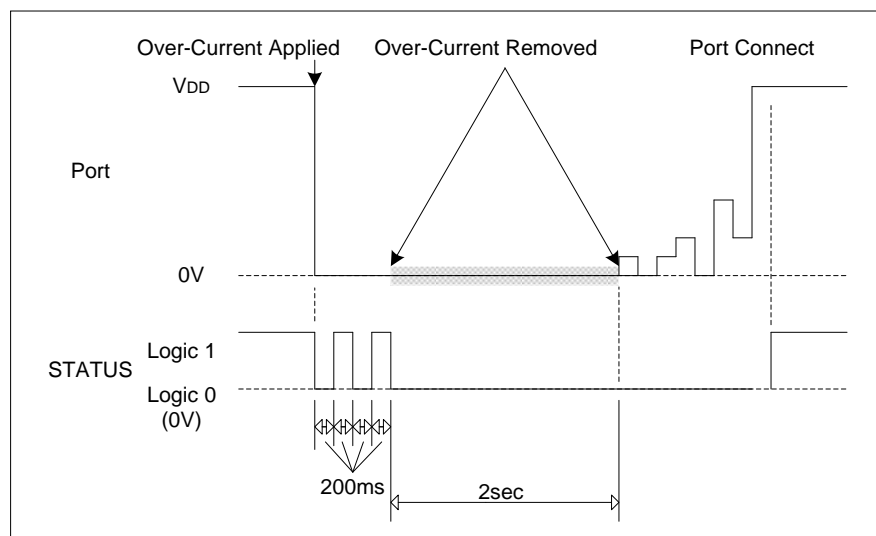 Over-Current Applied
Over-Current Removed
Port Connect
VDD
Port
0V
Logic 1
STATUS
Logic 0
(0V)
200ms
2sec